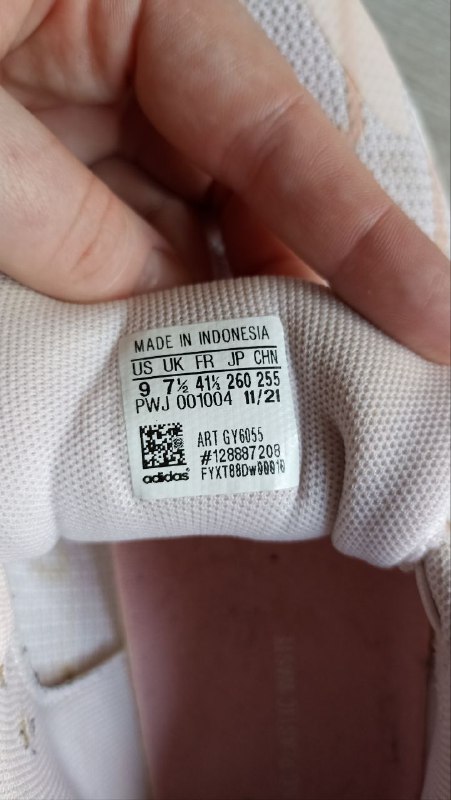 MADE IN INDONESIA
US UK FR JP CHN
9 7½ 41⅓ 260 255
PWJ 001004 11/21
ART GY6055
#128887208
adidas